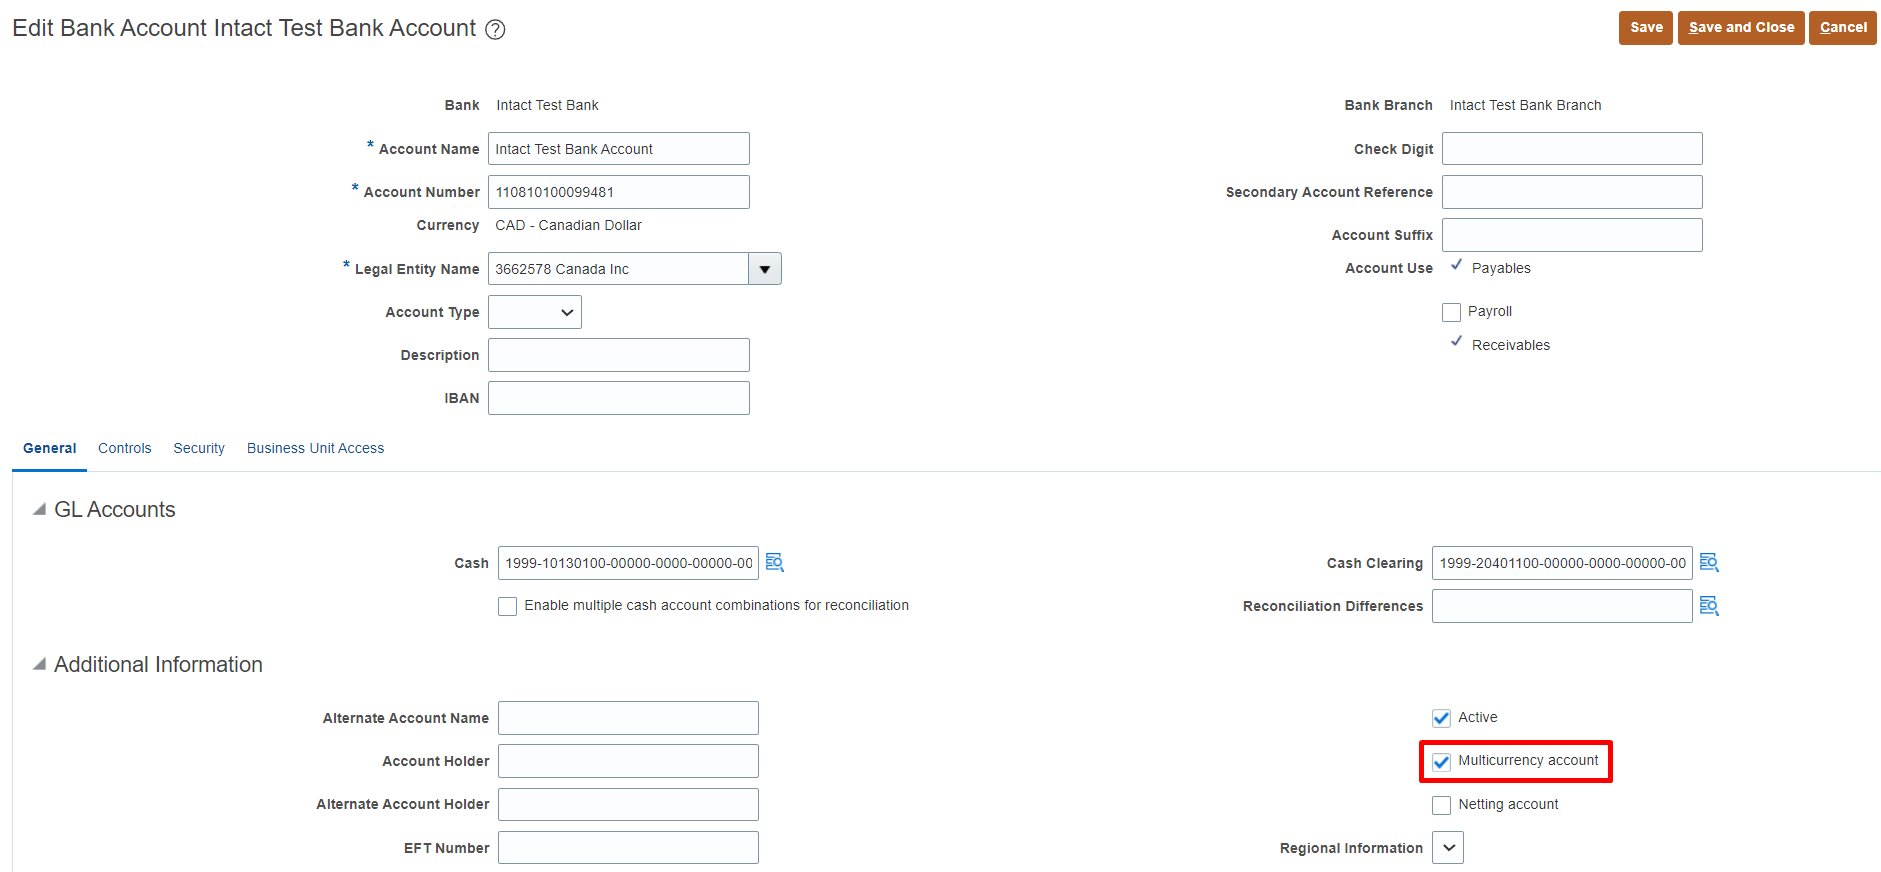 Edit Bank Account Intact Test Bank Account ?
Save
Save and Close
Cancel
Bank Intact Test Bank
* Account Name Intact Test Bank Account
* Account Number 110810100099481
Currency CAD - Canadian Dollar
* Legal Entity Name 3662578 Canada Inc
Account Type
Description
IBAN
Bank Branch Intact Test Bank Branch
Check Digit
Secondary Account Reference
Account Suffix
Account Use Payables
Payroll
Receivables
General Controls Security Business Unit Access
GL Accounts
Cash 1999-10130100-00000-0000-00000-00
Enable multiple cash account combinations for reconciliation
Cash Clearing 1999-20401100-00000-0000-00000-00
Reconciliation Differences
Additional Information
Alternate Account Name
Account Holder
Alternate Account Holder
EFT Number
Active
Multicurrency account
Netting account
Regional Information